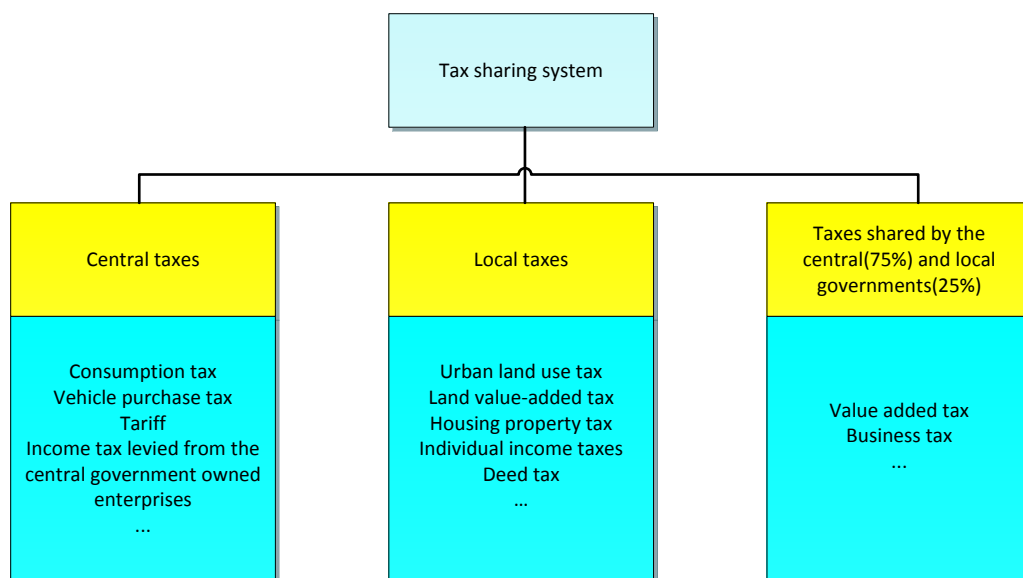 Tax sharing system
Central taxes
Consumption tax
Vehicle purchase tax
Tariff
Income tax levied from the
central government owned
enterprises
...
Local taxes
Urban land use tax
Land value-added tax
Housing property tax
Individual income taxes
Deed tax
…
Taxes shared by the
central(75%) and local
governments(25%)
Value added tax
Business tax
...